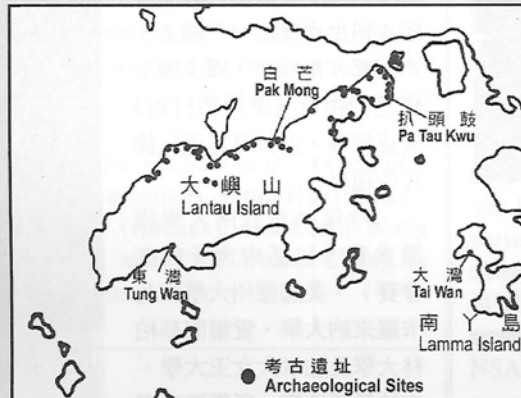 白芒
Pak Mong
扒頭鼓
Pa Tau Kwu
大嶼山
Lantau Island
東灣
Tung Wan
大灣
Tai Wan
南丫島
Lamma Island
考古遺址
Archaeological Sites